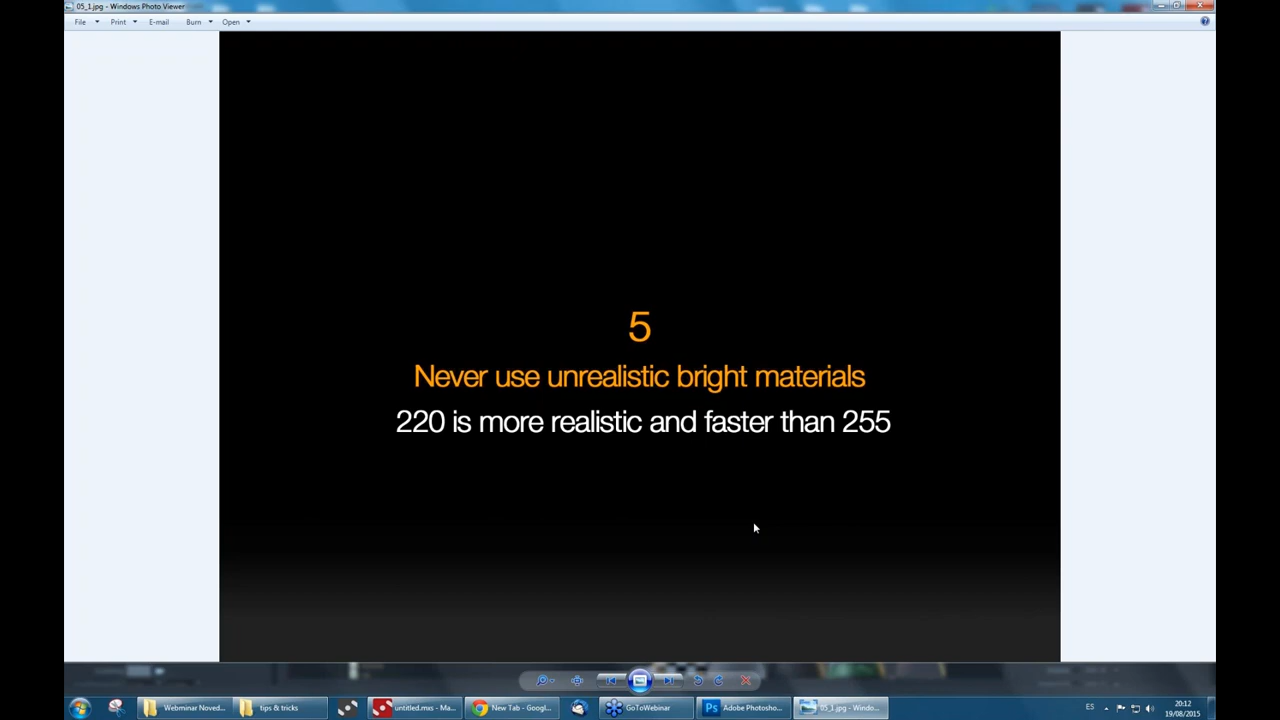 05_1.jpg - Windows Photo Viewer
File Print E-mail Burn Open
5
Never use unrealistic bright materials
220 is more realistic and faster than 255
Webminar Noved... tips & tricks untitled.mxs - Ma... New Tab - Googl... GoToWebinar Ps Adobe Photosho... 05_1.jpg - Windo... ES 20:12
19/08/2015